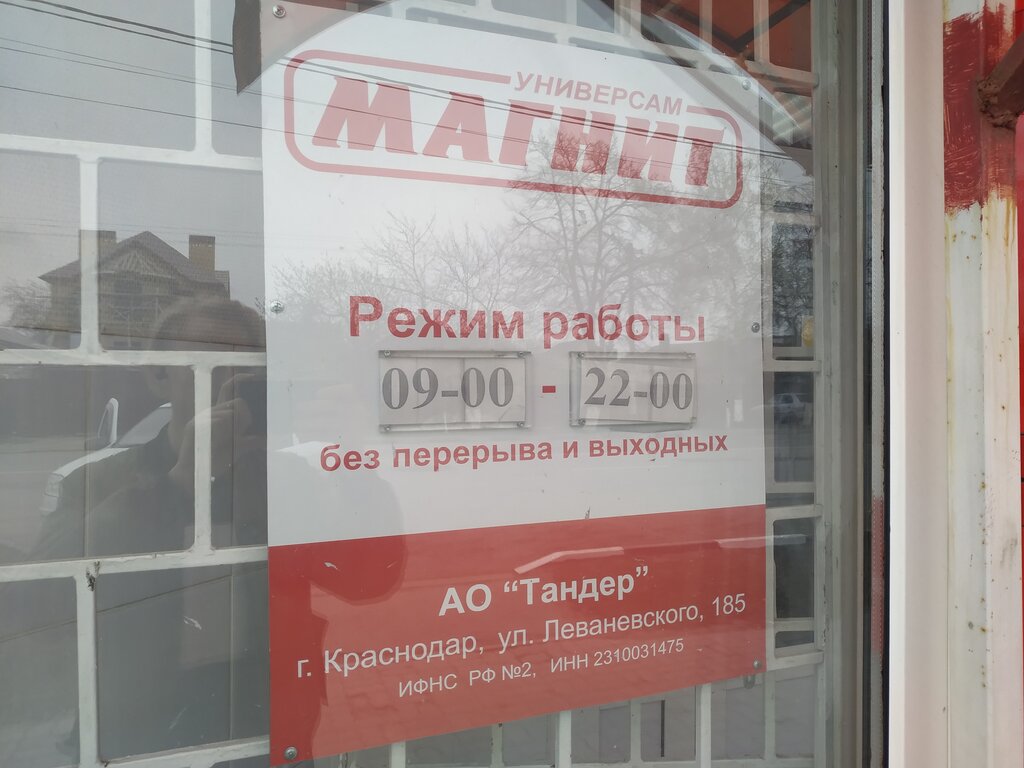 УНИВЕРСАМ
МАГНИТ
Режим работы
09-00 - 22-00
без перерыва и выходных
АО “Тандер”
г. Краснодар, ул. Леваневского, 185
ИФНС РФ №2, ИНН 2310031475